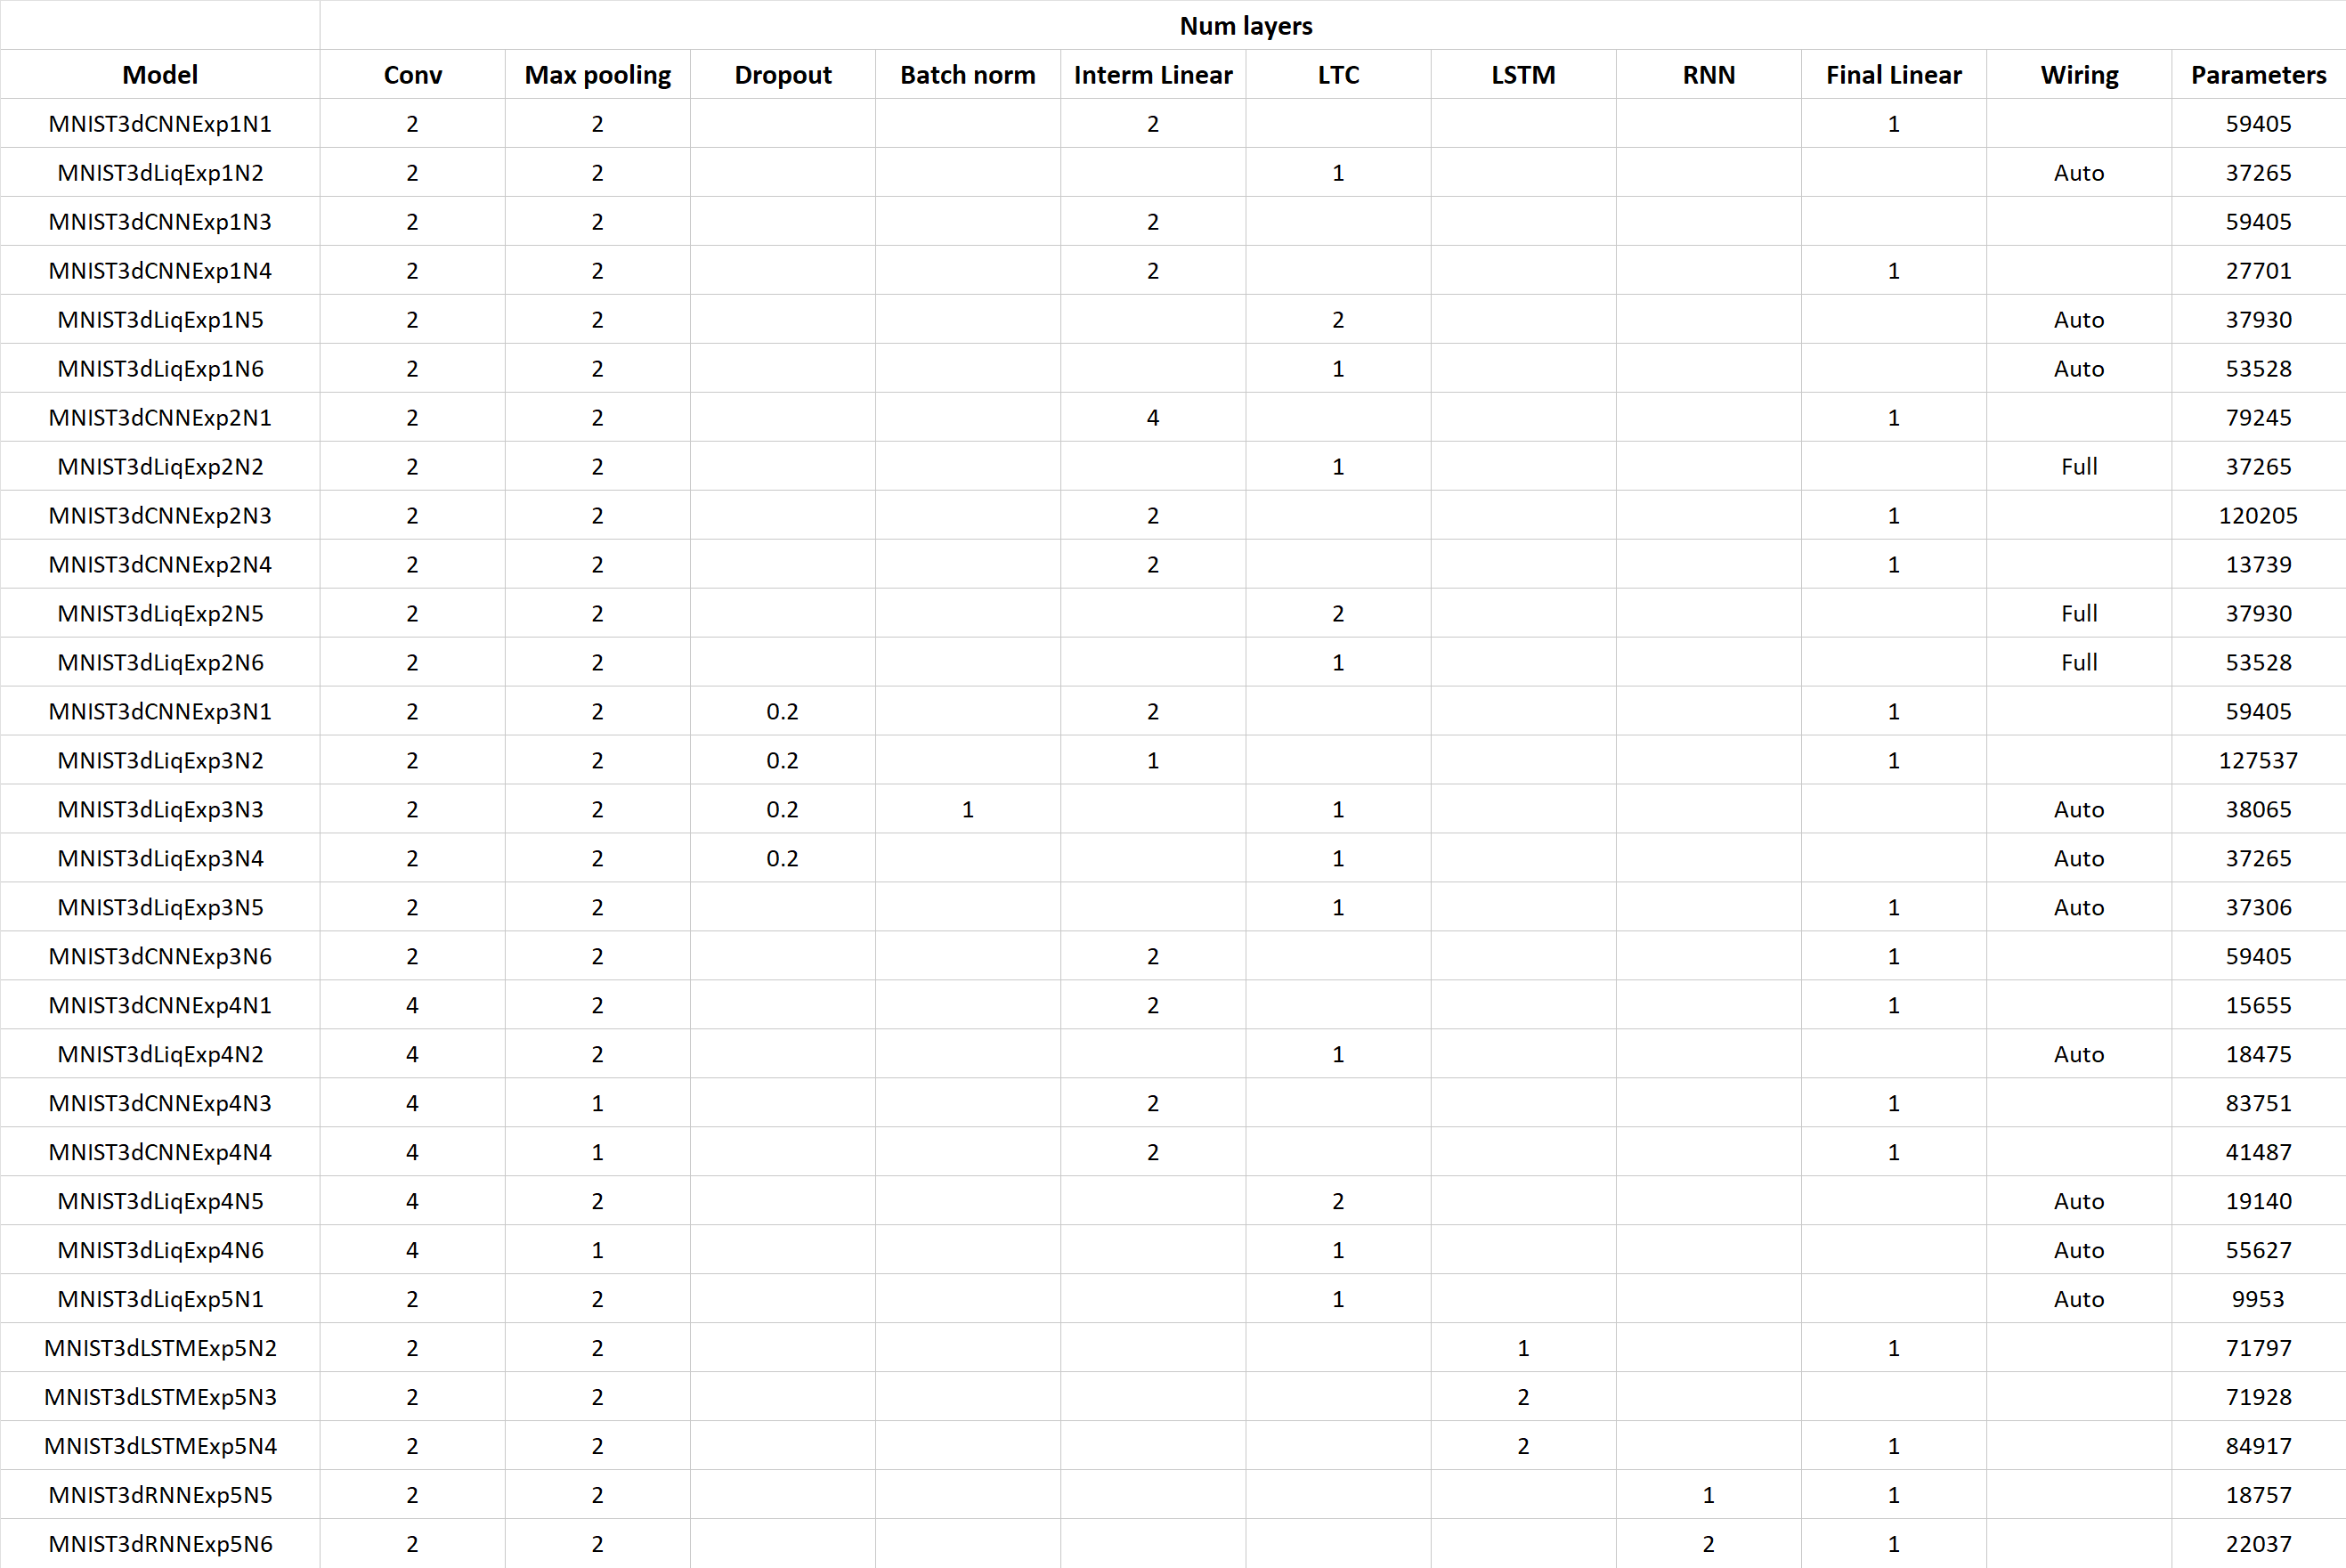 Num layers
Model Conv Max pooling Dropout Batch norm Interm Linear LTC LSTM RNN Final Linear Wiring Parameters
MNIST3dCNNExp1N1 2 2 2 1 59405
MNIST3dLiqExp1N2 2 2 1 Auto 37265
MNIST3dCNNExp1N3 2 2 2 59405
MNIST3dCNNExp1N4 2 2 2 1 27701
MNIST3dLiqExp1N5 2 2 2 Auto 37930
MNIST3dLiqExp1N6 2 2 1 Auto 53528
MNIST3dCNNExp2N1 2 2 4 1 79245
MNIST3dLiqExp2N2 2 2 1 Full 37265
MNIST3dCNNExp2N3 2 2 2 1 120205
MNIST3dCNNExp2N4 2 2 2 1 13739
MNIST3dLiqExp2N5 2 2 2 Full 37930
MNIST3dLiqExp2N6 2 2 1 Full 53528
MNIST3dCNNExp3N1 2 2 0.2 2 1 59405
MNIST3dLiqExp3N2 2 2 0.2 1 1 127537
MNIST3dLiqExp3N3 2 2 0.2 1 1 Auto 38065
MNIST3dLiqExp3N4 2 2 0.2 1 Auto 37265
MNIST3dLiqExp3N5 2 2 1 1 Auto 37306
MNIST3dCNNExp3N6 2 2 2 1 59405
MNIST3dCNNExp4N1 4 2 2 1 15655
MNIST3dLiqExp4N2 4 2 1 Auto 18475
MNIST3dCNNExp4N3 4 1 2 1 83751
MNIST3dCNNExp4N4 4 1 2 1 41487
MNIST3dLiqExp4N5 4 2 2 Auto 19140
MNIST3dLiqExp4N6 4 1 1 Auto 55627
MNIST3dLiqExp5N1 2 2 1 Auto 9953
MNIST3dLSTMExp5N2 2 2 1 1 71797
MNIST3dLSTMExp5N3 2 2 2 71928
MNIST3dLSTMExp5N4 2 2 2 1 84917
MNIST3dRNNExp5N5 2 2 1 1 18757
MNIST3dRNNExp5N6 2 2 2 1 22037